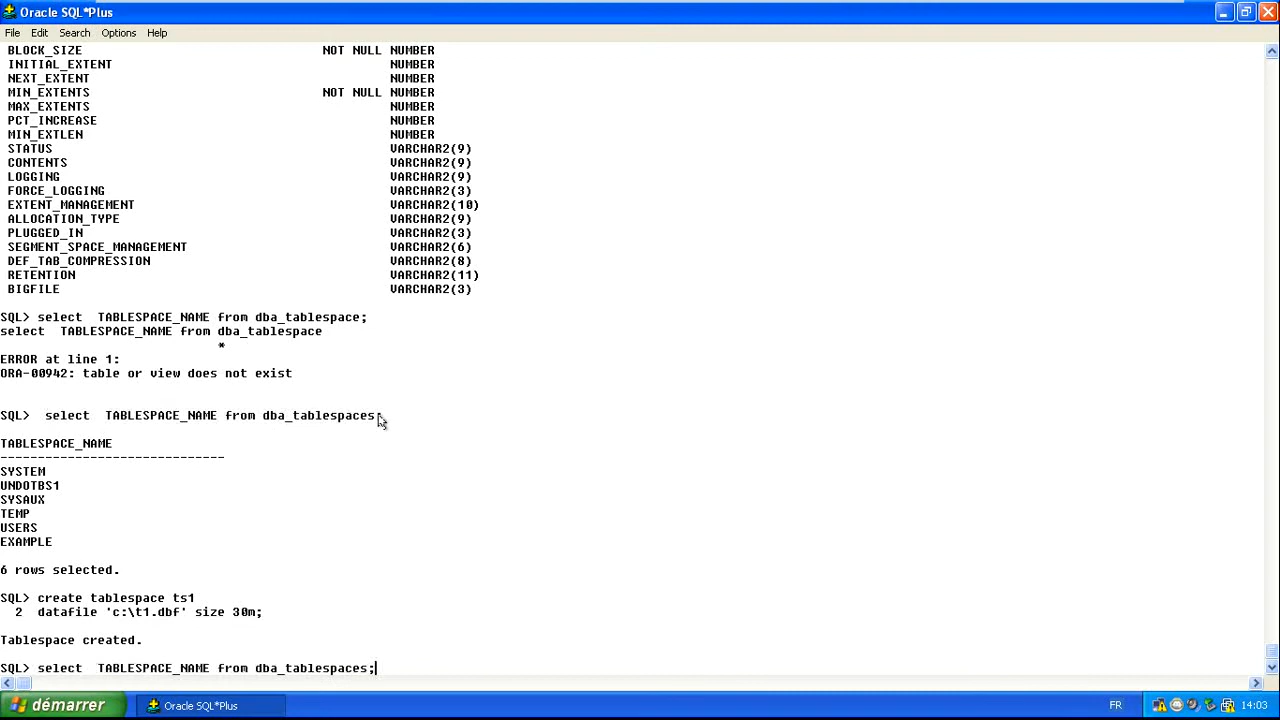 Oracle SQL*Plus
File Edit Search Options Help
BLOCK_SIZE NOT NULL NUMBER
INITIAL_EXTENT NUMBER
NEXT_EXTENT NUMBER
MIN_EXTENTS NOT NULL NUMBER
MAX_EXTENTS NUMBER
PCT_INCREASE NUMBER
MIN_EXTLEN NUMBER
STATUS VARCHAR2(9)
CONTENTS VARCHAR2(9)
LOGGING VARCHAR2(9)
FORCE_LOGGING VARCHAR2(3)
EXTENT_MANAGEMENT VARCHAR2(10)
ALLOCATION_TYPE VARCHAR2(9)
PLUGGED_IN VARCHAR2(3)
SEGMENT_SPACE_MANAGEMENT VARCHAR2(6)
DEF_TAB_COMPRESSION VARCHAR2(8)
RETENTION VARCHAR2(11)
BIGFILE VARCHAR2(3)
SQL> select  TABLESPACE_NAME from dba_tablespace;
select  TABLESPACE_NAME from dba_tablespace
*
ERROR at line 1:
ORA-00942: table or view does not exist
SQL>  select  TABLESPACE_NAME from dba_tablespaces;
TABLESPACE_NAME
------------------------------
SYSTEM
UNDOTBS1
SYSAUX
TEMP
USERS
EXAMPLE
6 rows selected.
SQL> create tablespace ts1
2  datafile 'c:\t1.dbf' size 30m;
Tablespace created.
SQL> select  TABLESPACE_NAME from dba_tablespaces;
démarrer Oracle SQL*Plus FR 14:03